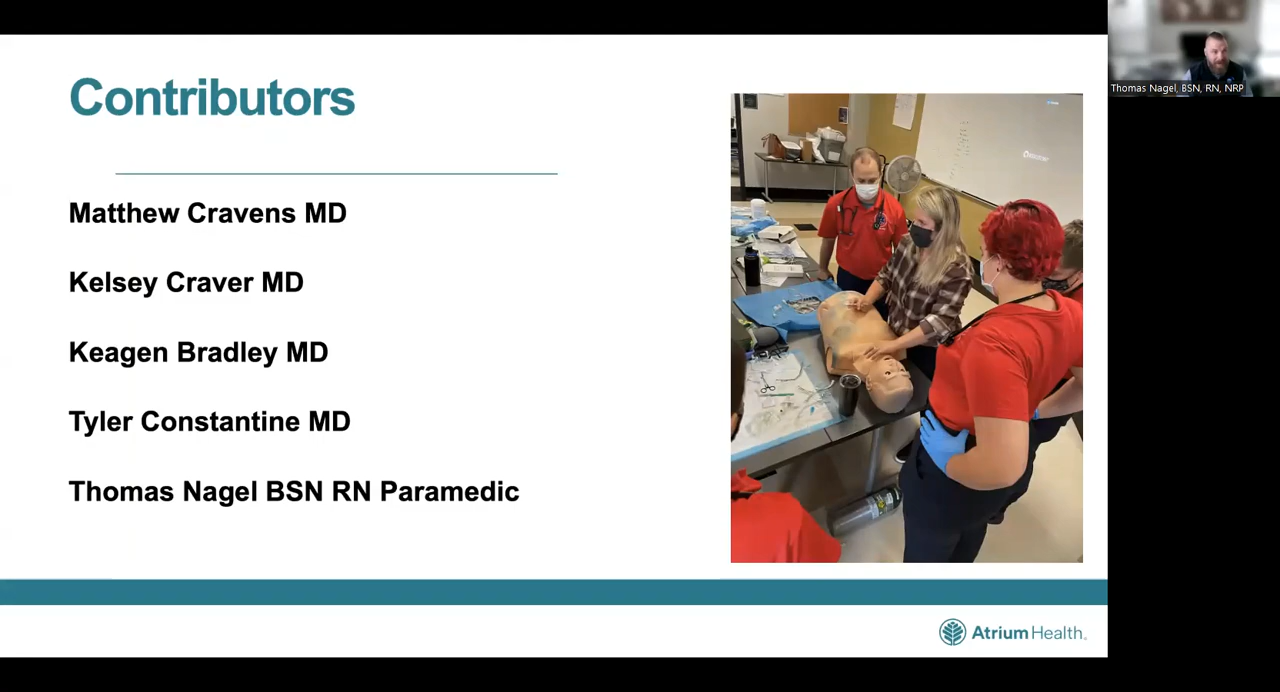 Contributors
Matthew Cravens MD
Kelsey Craver MD
Keagen Bradley MD
Tyler Constantine MD
Thomas Nagel BSN RN Paramedic
Atrium Health
Thomas Nagel, BSN, RN, NRP